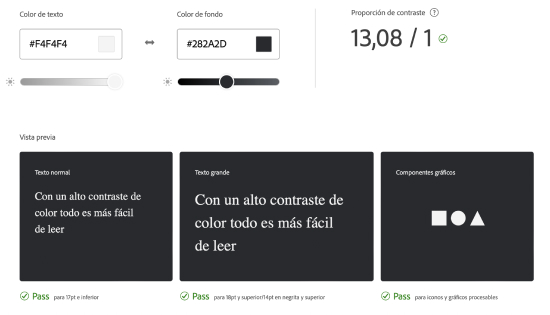 Color de texto
Color de fondo
Proporción de contraste ?
#F4F4F4
#282A2D
13,08 / 1
Vista previa
Texto normal
Con un alto contraste de
color todo es más fácil
de leer
Texto grande
Con un alto contraste de
color todo es más fácil
de leer
Componentes gráficos
Pass para 17pt e inferior
Pass para 18pt y superior/14pt en negrita y superior
Pass para iconos y gráficos procesables